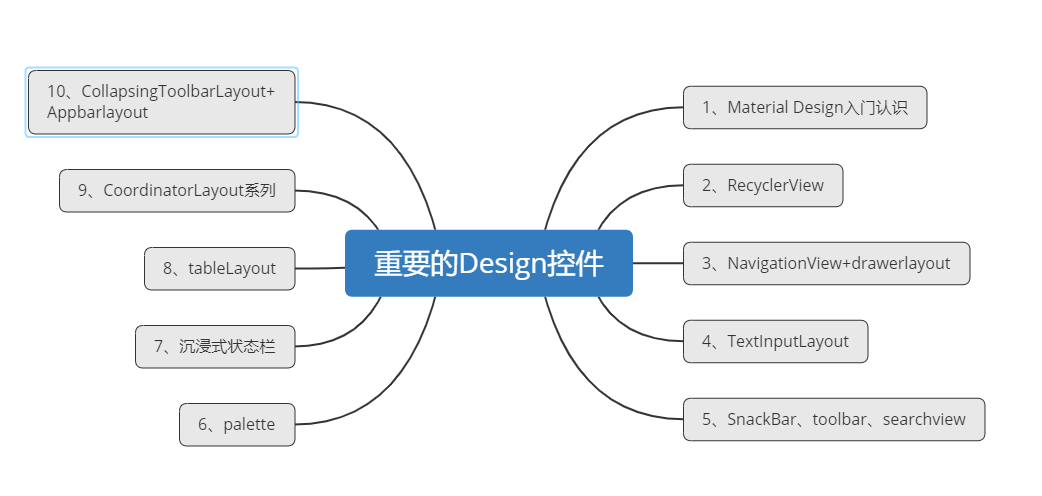 重要的Design控件
1、Material Design入门认识
2、RecyclerView
3、NavigationView+drawerlayout
4、TextInputLayout
5、SnackBar、toolbar、searchview
6、palette
7、沉浸式状态栏
8、tableLayout
9、CoordinatorLayout系列
10、CollapsingToolbarLayout+
Appbarlayout